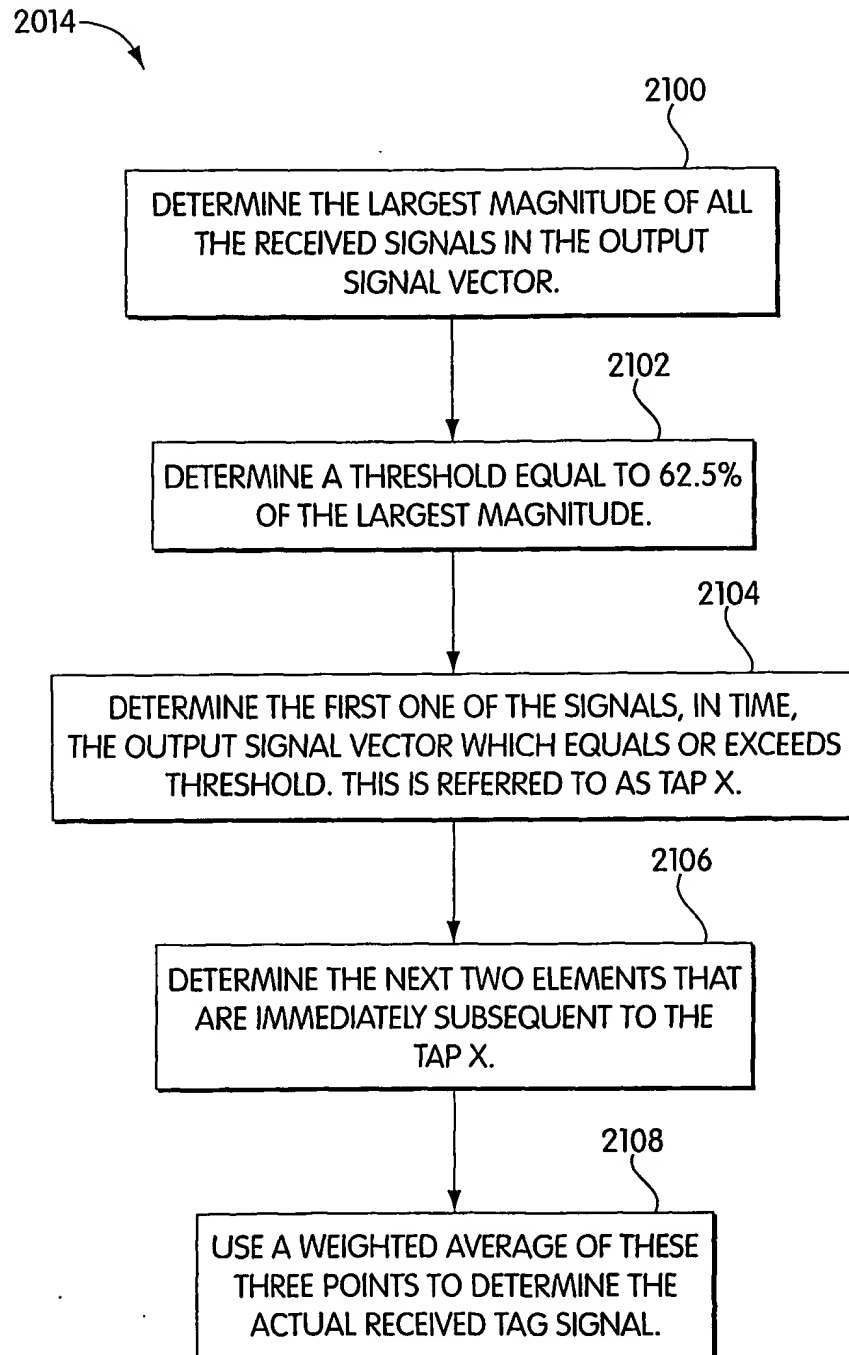 2014
2100
DETERMINE THE LARGEST MAGNITUDE OF ALL
THE RECEIVED SIGNALS IN THE OUTPUT
SIGNAL VECTOR.
2102
DETERMINE A THRESHOLD EQUAL TO 62.5%
OF THE LARGEST MAGNITUDE.
2104
DETERMINE THE FIRST ONE OF THE SIGNALS, IN TIME,
THE OUTPUT SIGNAL VECTOR WHICH EQUALS OR EXCEEDS
THRESHOLD. THIS IS REFERRED TO AS TAP X.
2106
DETERMINE THE NEXT TWO ELEMENTS THAT
ARE IMMEDIATELY SUBSEQUENT TO THE
TAP X.
2108
USE A WEIGHTED AVERAGE OF THESE
THREE POINTS TO DETERMINE THE
ACTUAL RECEIVED TAG SIGNAL.